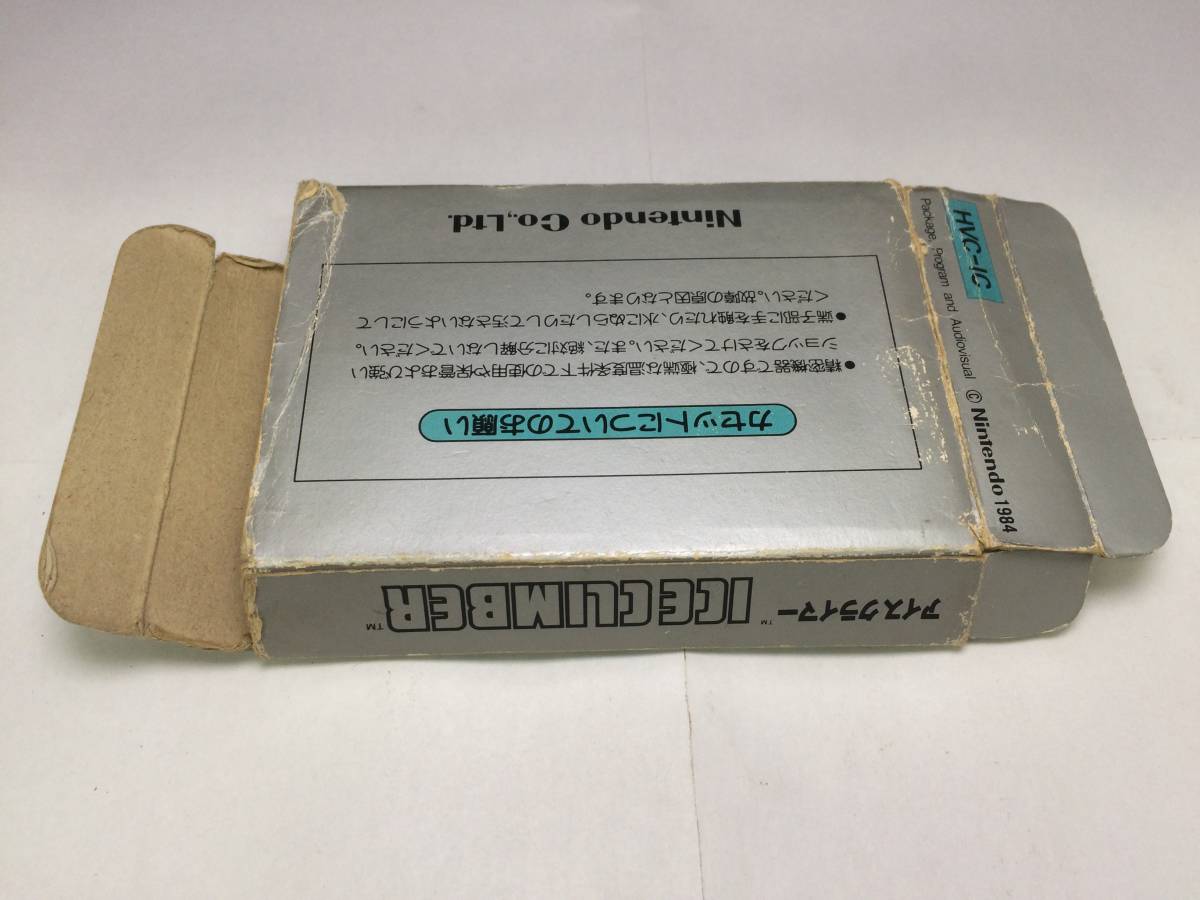 アイスクライマー ™ICE CLIMBER™
カセットについてのお願い
●精密機器ですので、極端な温度条件下での使用や保管および強い
ショックをさけてください。また、絶対に分解しないでください。
●端子部に手を触れたり、水にぬらしたりして汚さないようにして
ください。故障の原因となります。
Nintendo Co.,Ltd.
HVC-IC
Package, Program and Audiovisual © Nintendo 1984